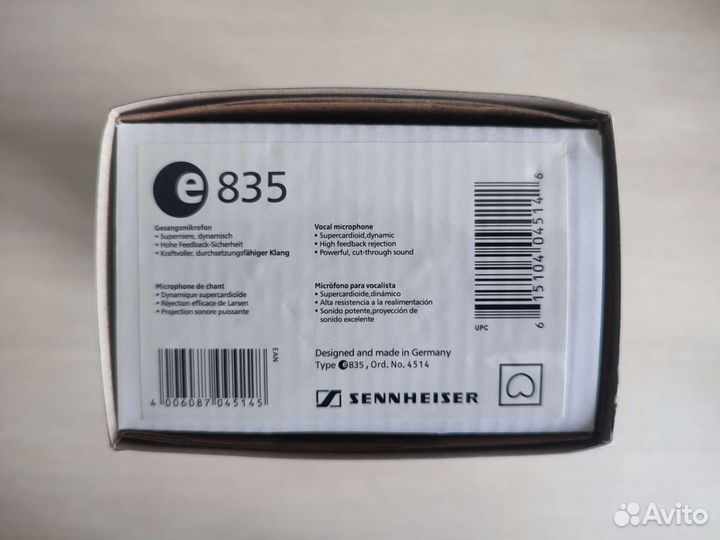 e 835
Gesangsmikrofon
Superniere, dynamisch
Hohe Feedback-Sicherheit
Kraftvoller, durchsetzungsfähiger Klang
Vocal microphone
Supercardioid,dynamic
High feedback rejection
Powerful, cut-through sound
Microphone de chant
Dynamique supercardioïde
Réjection efficace de Larsen
Projection sonore puissante
Micrófono para vocalista
Supercardioide,dinámico
Alta resistencia a la realimentación
Sonido potente,proyección de
sonido excelente
6 15104 04514 6
UPC
EAN
4 006087 045145
Designed and made in Germany
Type e835, Ord. No. 4514
SENNHEISER
Avito